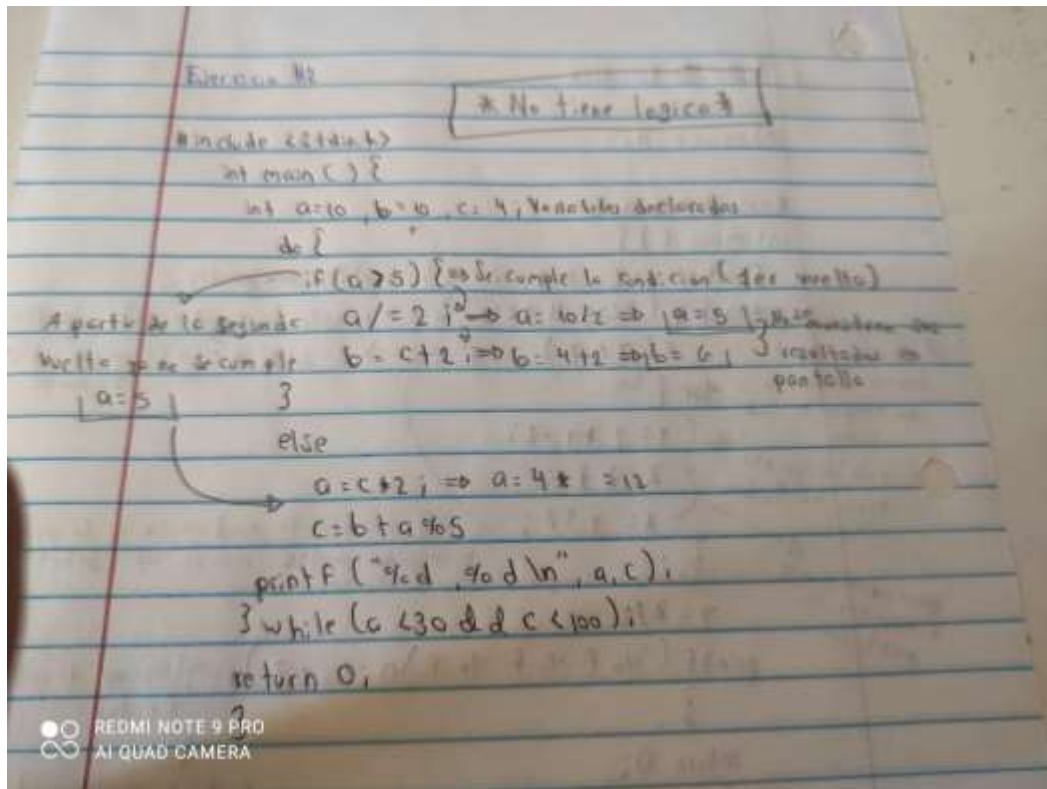 Ejercicio #2
* No tiene logica *
#include <stdio.h>
int main () {
int a=10, b=10, c=4; Variables declaradas
do {
if (a>5) { => Se cumple la condicion (1er vuelta)
A partir de la segunda
vuelta no se cumple
a=5
a/=2; => a=10/2 => a=5
b=c+2; => b=4+2 => b=6;
resultados en
pantalla
}
else
a=c*2; => a=4* =12
c=b+a%5
printf ("%d, %d\n", a,c);
} while (a<30 && c<100);
return 0;
}
REDMI NOTE 9 PRO
AI QUAD CAMERA